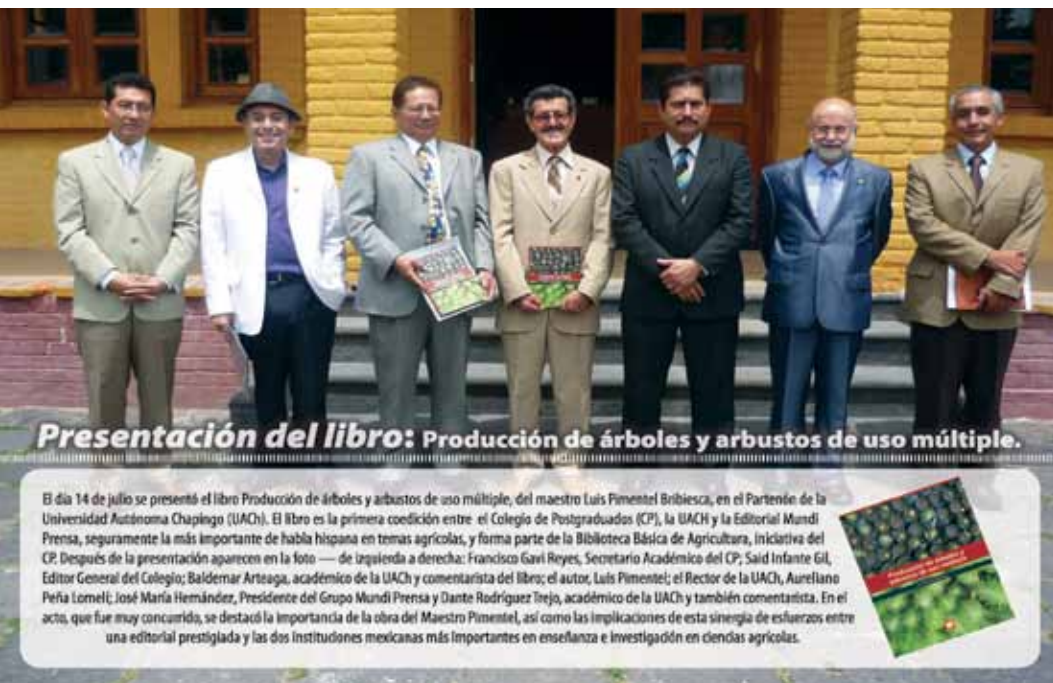 Presentación del libro: Producción de árboles y arbustos de uso múltiple.
El día 14 de julio se presentó el libro Producción de árboles y arbustos de uso múltiple, del maestro Luis Pimentel Bribiesca, en el Partenón de la
Universidad Autónoma Chapingo (UACh). El libro es la primera coedición entre el Colegio de Postgraduados (CP), la UACH y la Editorial Mundi
Prensa, seguramente la más importante de habla hispana en temas agrícolas, y forma parte de la Biblioteca Básica de Agricultura, iniciativa del
CP. Después de la presentación aparecen en la foto — de izquierda a derecha: Francisco Gavi Reyes, Secretario Académico del CP; Said Infante Gil,
Editor General del Colegio; Baldemar Arteaga, académico de la UACh y comentarista del libro; el autor, Luis Pimentel; el Rector de la UACh, Aureliano
Peña Lomelí; José María Hernández, Presidente del Grupo Mundi Prensa y Dante Rodríguez Trejo, académico de la UACh y también comentarista. En el
acto, que fue muy concurrido, se destacó la importancia de la obra del Maestro Pimentel, así como las implicaciones de esta sinergia de esfuerzos entre
una editorial prestigiada y las dos instituciones mexicanas más importantes en enseñanza e investigación en ciencias agrícolas.
Producción de árboles y
arbustos de uso múltiple